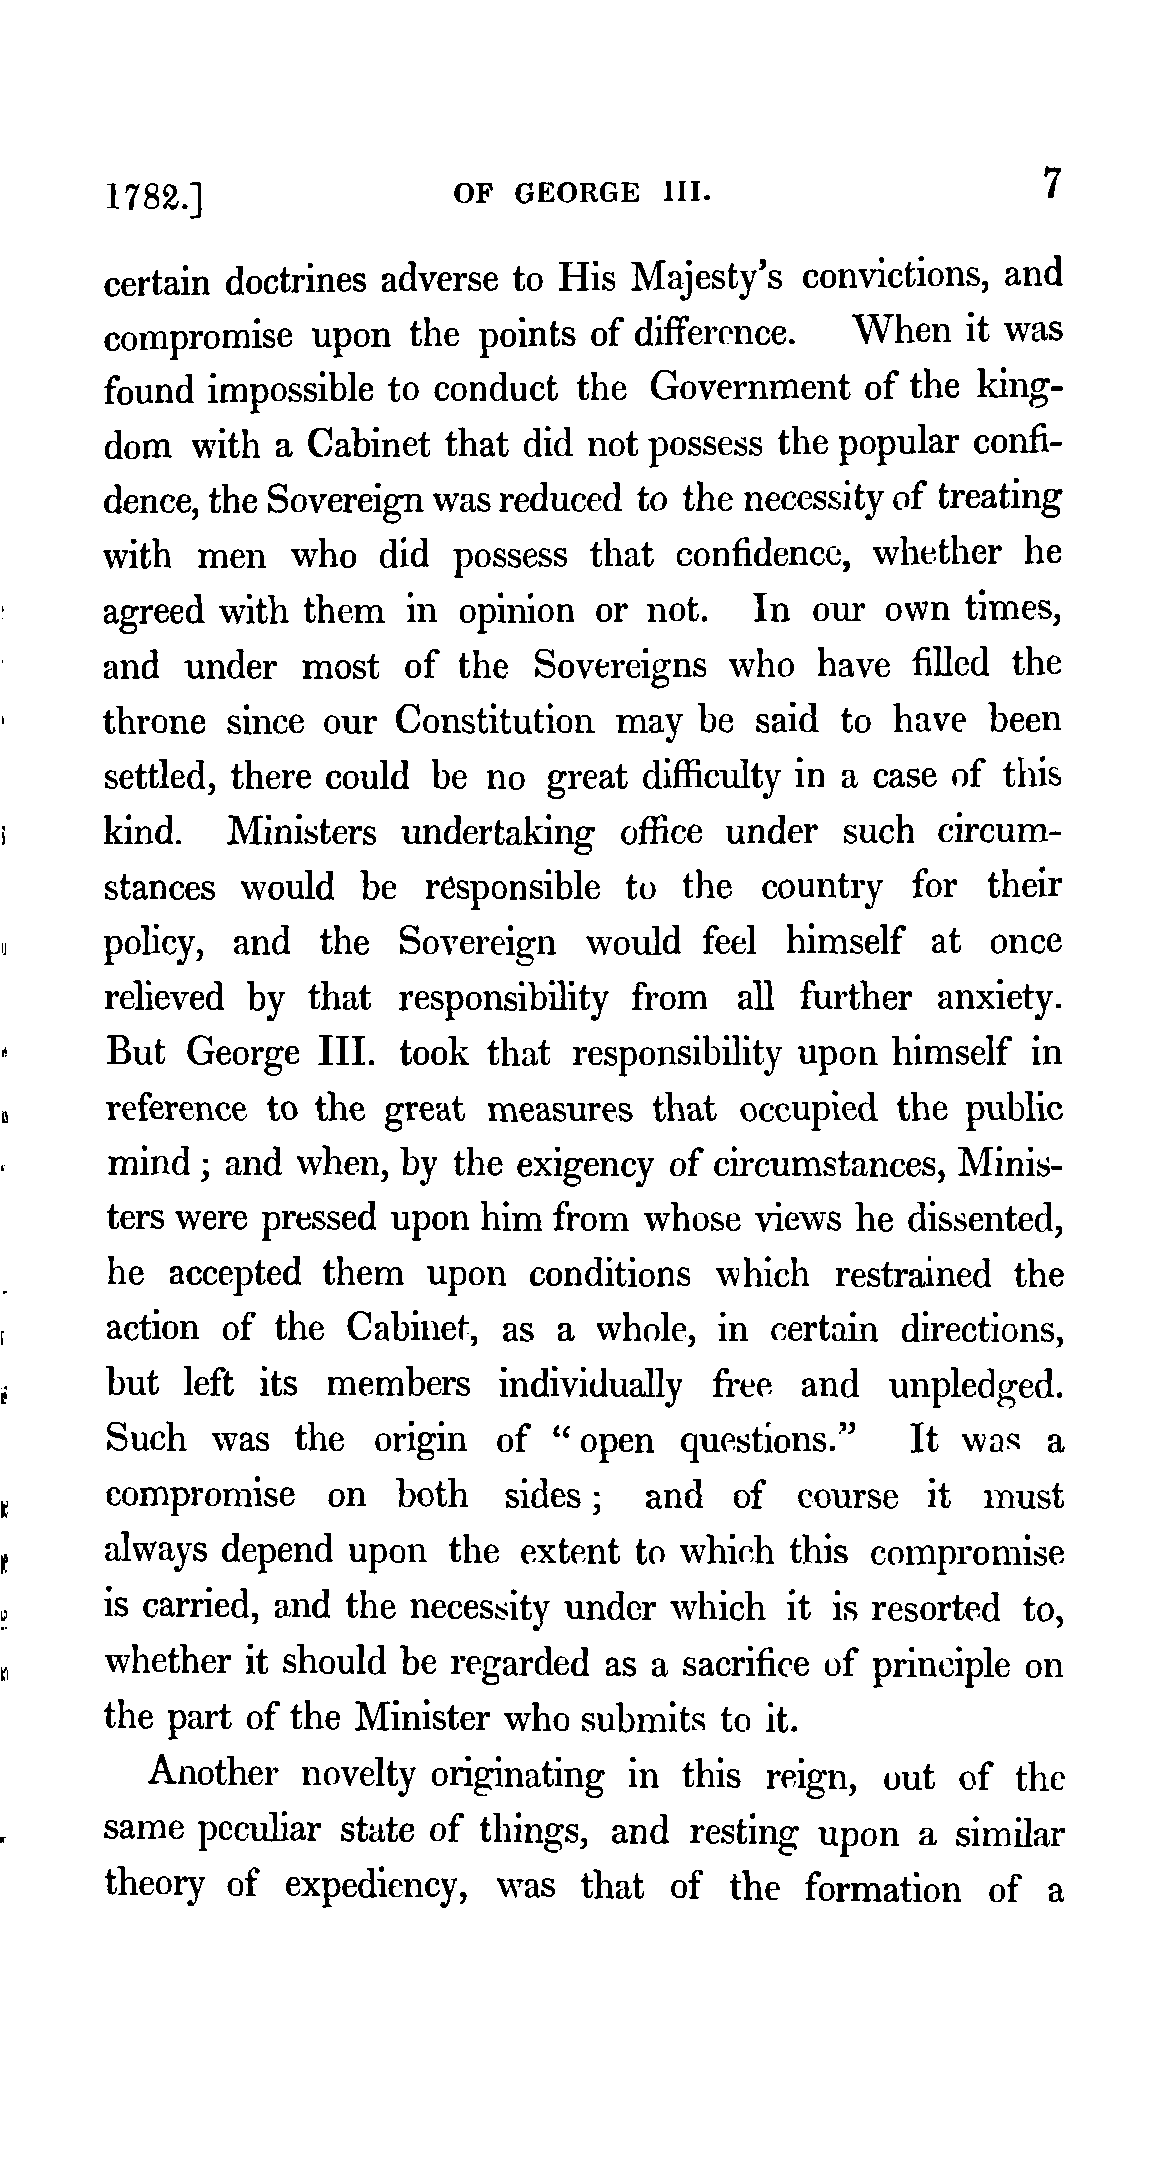 1782.] OF GEORGE III. 7
certain doctrines adverse to His Majesty's convictions, and
compromise upon the points of difference. When it was
found impossible to conduct the Government of the king-
dom with a Cabinet that did not possess the popular confi-
dence, the Sovereign was reduced to the necessity of treating
with men who did possess that confidence, whether he
agreed with them in opinion or not. In our own times,
and under most of the Sovereigns who have filled the
throne since our Constitution may be said to have been
settled, there could be no great difficulty in a case of this
kind. Ministers undertaking office under such circum-
stances would be responsible to the country for their
policy, and the Sovereign would feel himself at once
relieved by that responsibility from all further anxiety.
But George III. took that responsibility upon himself in
reference to the great measures that occupied the public
mind ; and when, by the exigency of circumstances, Minis-
ters were pressed upon him from whose views he dissented,
he accepted them upon conditions which restrained the
action of the Cabinet, as a whole, in certain directions,
but left its members individually free and unpledged.
Such was the origin of “ open questions.” It was a
compromise on both sides ; and of course it must
always depend upon the extent to which this compromise
is carried, and the necessity under which it is resorted to,
whether it should be regarded as a sacrifice of principle on
the part of the Minister who submits to it.
Another novelty originating in this reign, out of the
same peculiar state of things, and resting upon a similar
theory of expediency, was that of the formation of a